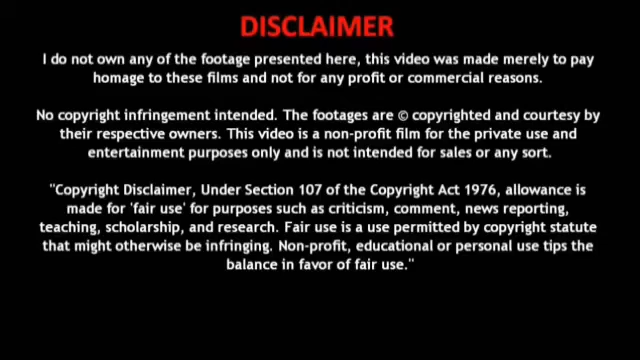 DISCLAIMER
I do not own any of the footage presented here, this video was made merely to pay
homage to these films and not for any profit or commercial reasons.
No copyright infringement intended. The footages are © copyrighted and courtesy by
their respective owners. This video is a non-profit film for the private use and
entertainment purposes only and is not intended for sales or any sort.
"Copyright Disclaimer, Under Section 107 of the Copyright Act 1976, allowance is
made for 'fair use' for purposes such as criticism, comment, news reporting,
teaching, scholarship, and research. Fair use is a use permitted by copyright statute
that might otherwise be infringing. Non-profit, educational or personal use tips the
balance in favor of fair use."